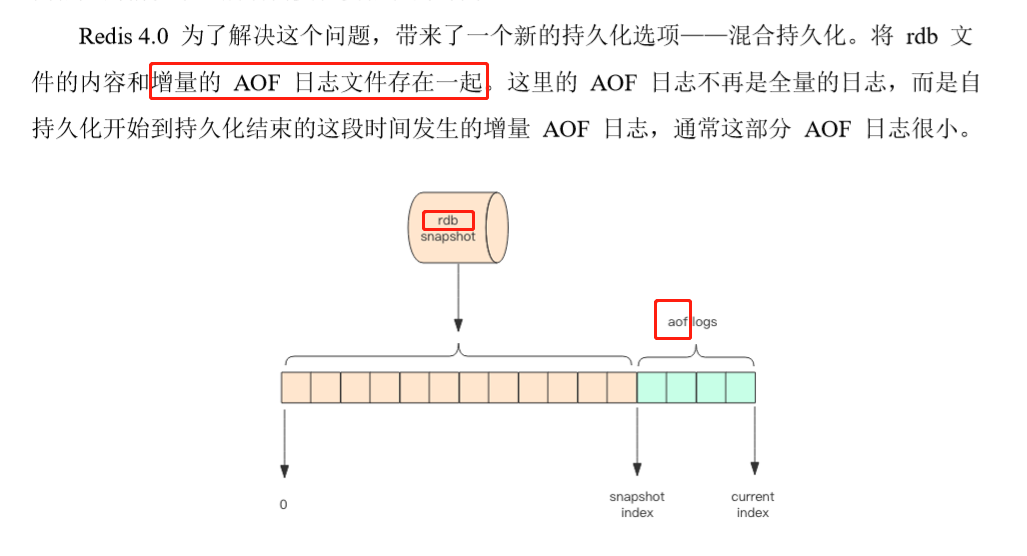 Redis 4.0 为了解决这个问题，带来了一个新的持久化选项——混合持久化。将 rdb 文
件的内容和增量的 AOF 日志文件存在一起。这里的 AOF 日志不再是全量的日志，而是自
持久化开始到持久化结束的这段时间发生的增量 AOF 日志，通常这部分 AOF 日志很小。
rdb
snapshot
aof logs
0
snapshot
index
current
index